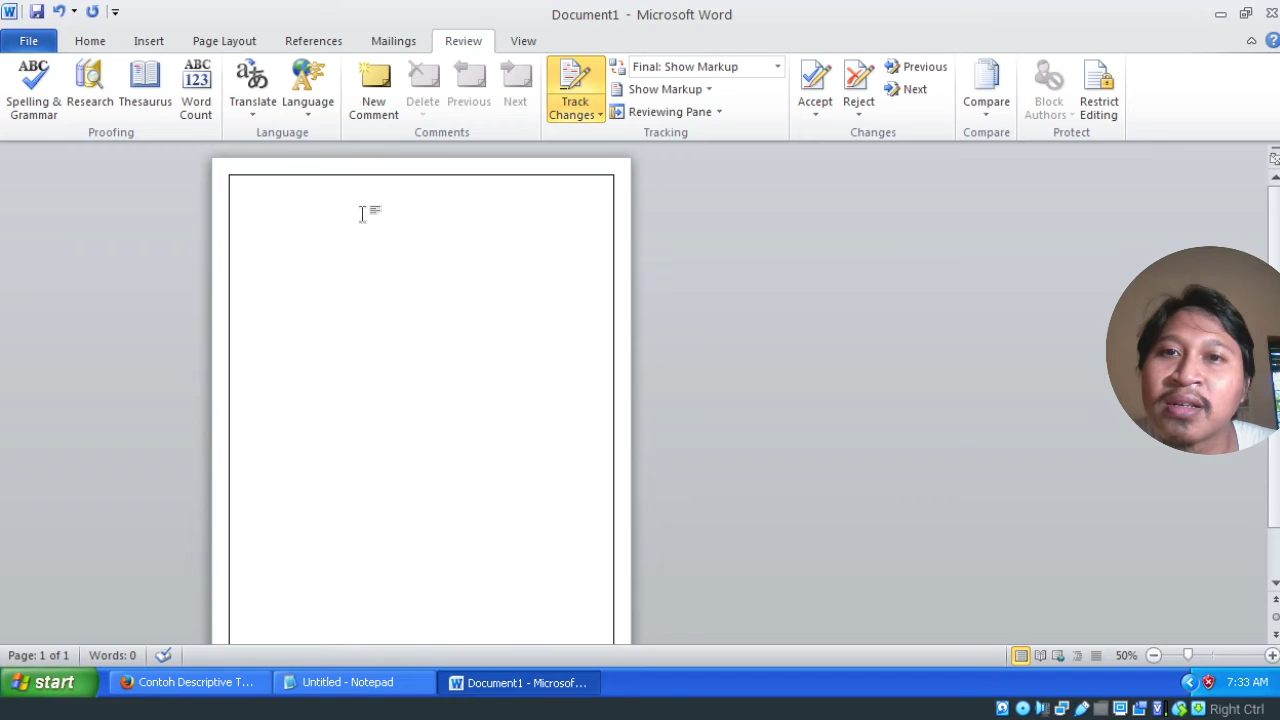 Document1 - Microsoft Word
File Home Insert Page Layout References Mailings Review View
Spelling & Grammar
Research
Thesaurus
ABC 123 Word Count
Proofing
Translate
Language
Language
New Comment
Delete
Previous
Next
Comments
Track Changes
Final: Show Markup
Show Markup
Reviewing Pane
Tracking
Accept
Reject
Previous
Next
Changes
Compare
Compare
Block Authors
Restrict Editing
Protect
Page: 1 of 1 Words: 0 50%
start Contoh Descriptive T... Untitled - Notepad Document1 - Microsof... 7:33 AM
Right Ctrl